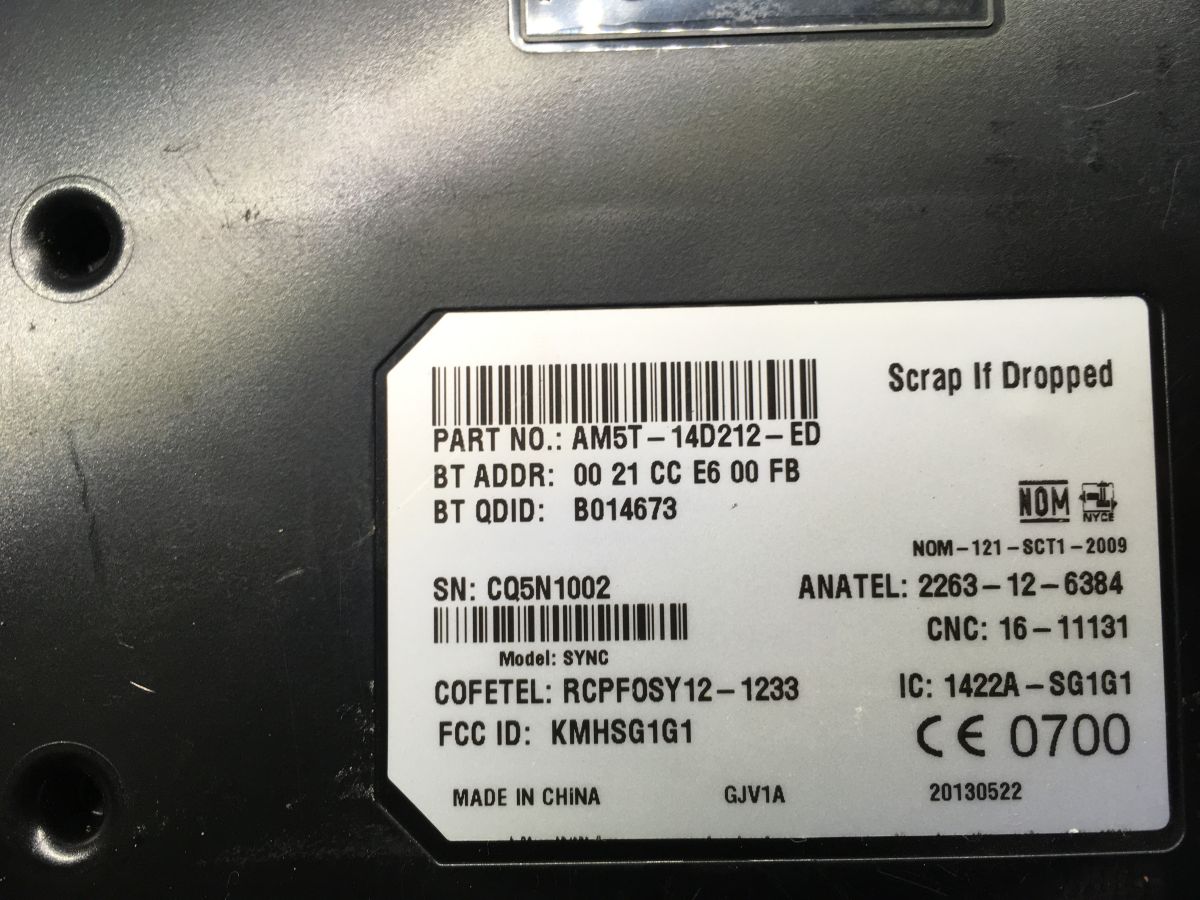 Scrap If Dropped
PART NO.: AM5T-14D212-ED
BT ADDR: 00 21 CC E6 00 FB
BT QDID: B014673
NOM
NYCE
NOM-121-SCT1-2009
SN: CQ5N1002
ANATEL: 2263-12-6384
CNC: 16-11131
Model: SYNC
COFETEL: RCPFOSY12-1233
IC: 1422A-SG1G1
FCC ID: KMHSG1G1
CE 0700
MADE IN CHINA
GJV1A
20130522